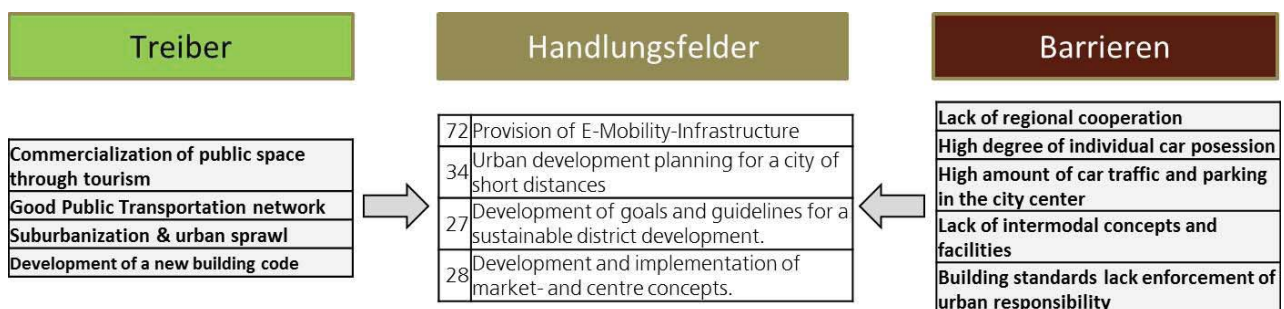 Treiber
Commercialization of public space
through tourism
Good Public Transportation network
Suburbanization & urban sprawl
Development of a new building code
Handlungsfelder
72 Provision of E-Mobility-Infrastructure
34 Urban development planning for a city of
short distances
27 Development of goals and guidelines for a
sustainable district development.
28 Development and implementation of
market- and centre concepts.
Barrieren
Lack of regional cooperation
High degree of individual car posession
High amount of car traffic and parking
in the city center
Lack of intermodal concepts and
facilities
Building standards lack enforcement of
urban responsibility